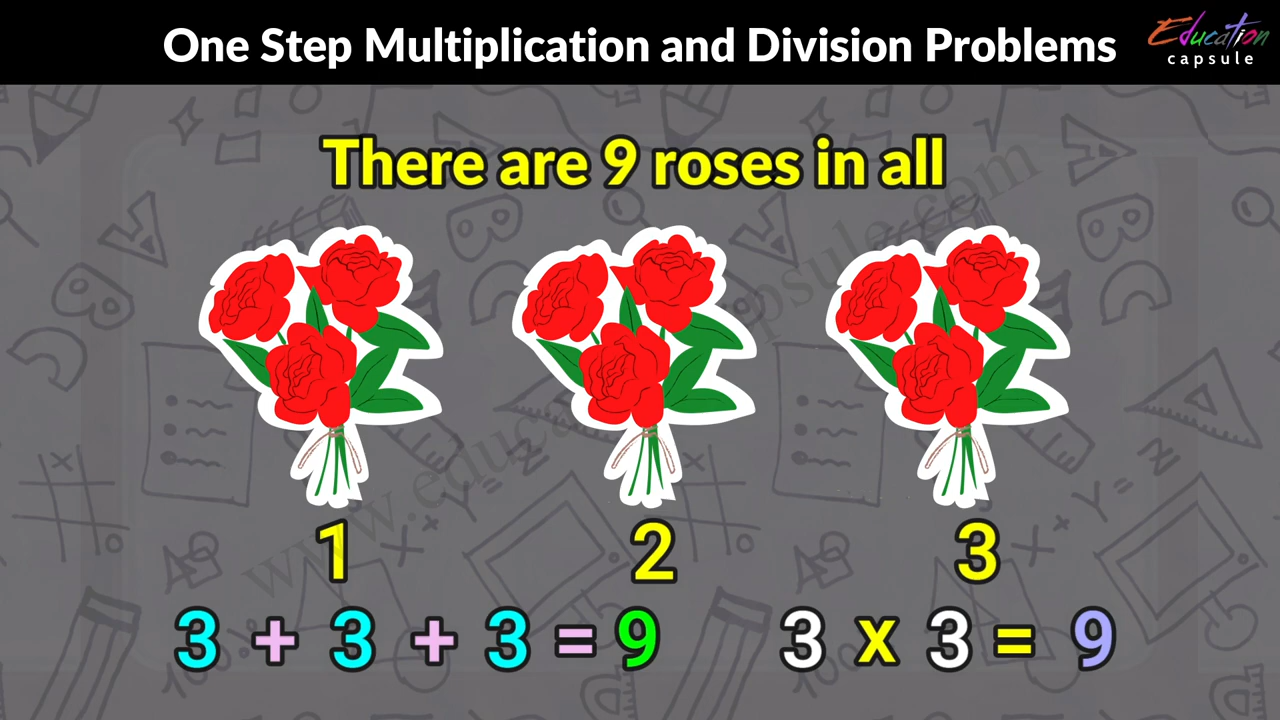 One Step Multiplication and Division Problems
Education
capsule
There are 9 roses in all
1 2 3
3 + 3 + 3 = 9
3 x 3 = 9